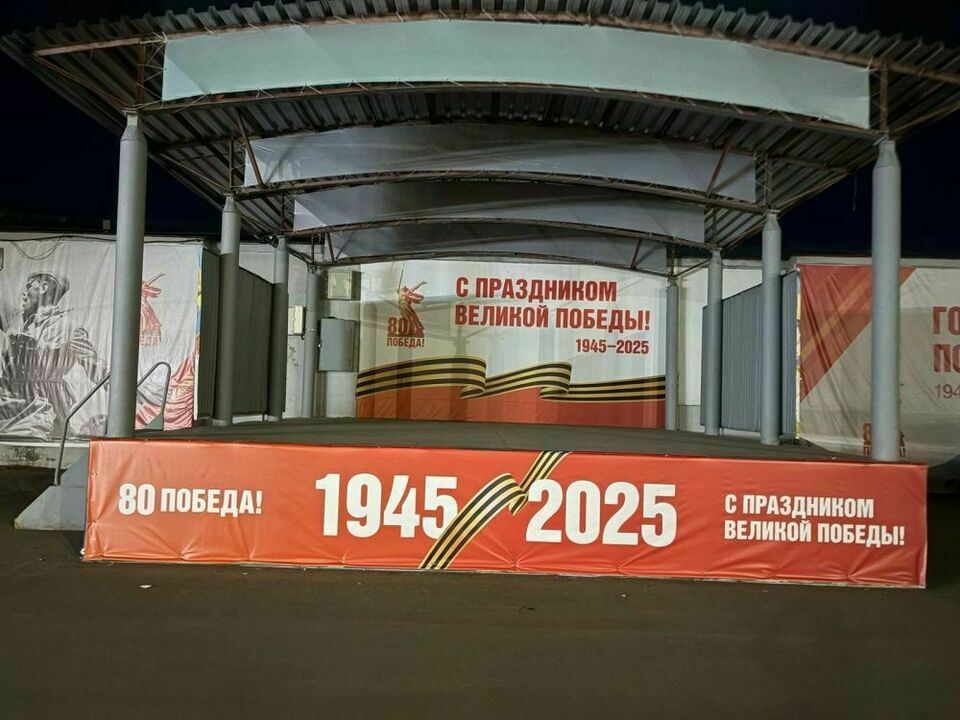 С ПРАЗДНИКОМ
ВЕЛИКОЙ ПОБЕДЫ!
1945–2025
80
ПОБЕДА!
80 ПОБЕДА!
1945 2025
С ПРАЗДНИКОМ
ВЕЛИКОЙ ПОБЕДЫ!